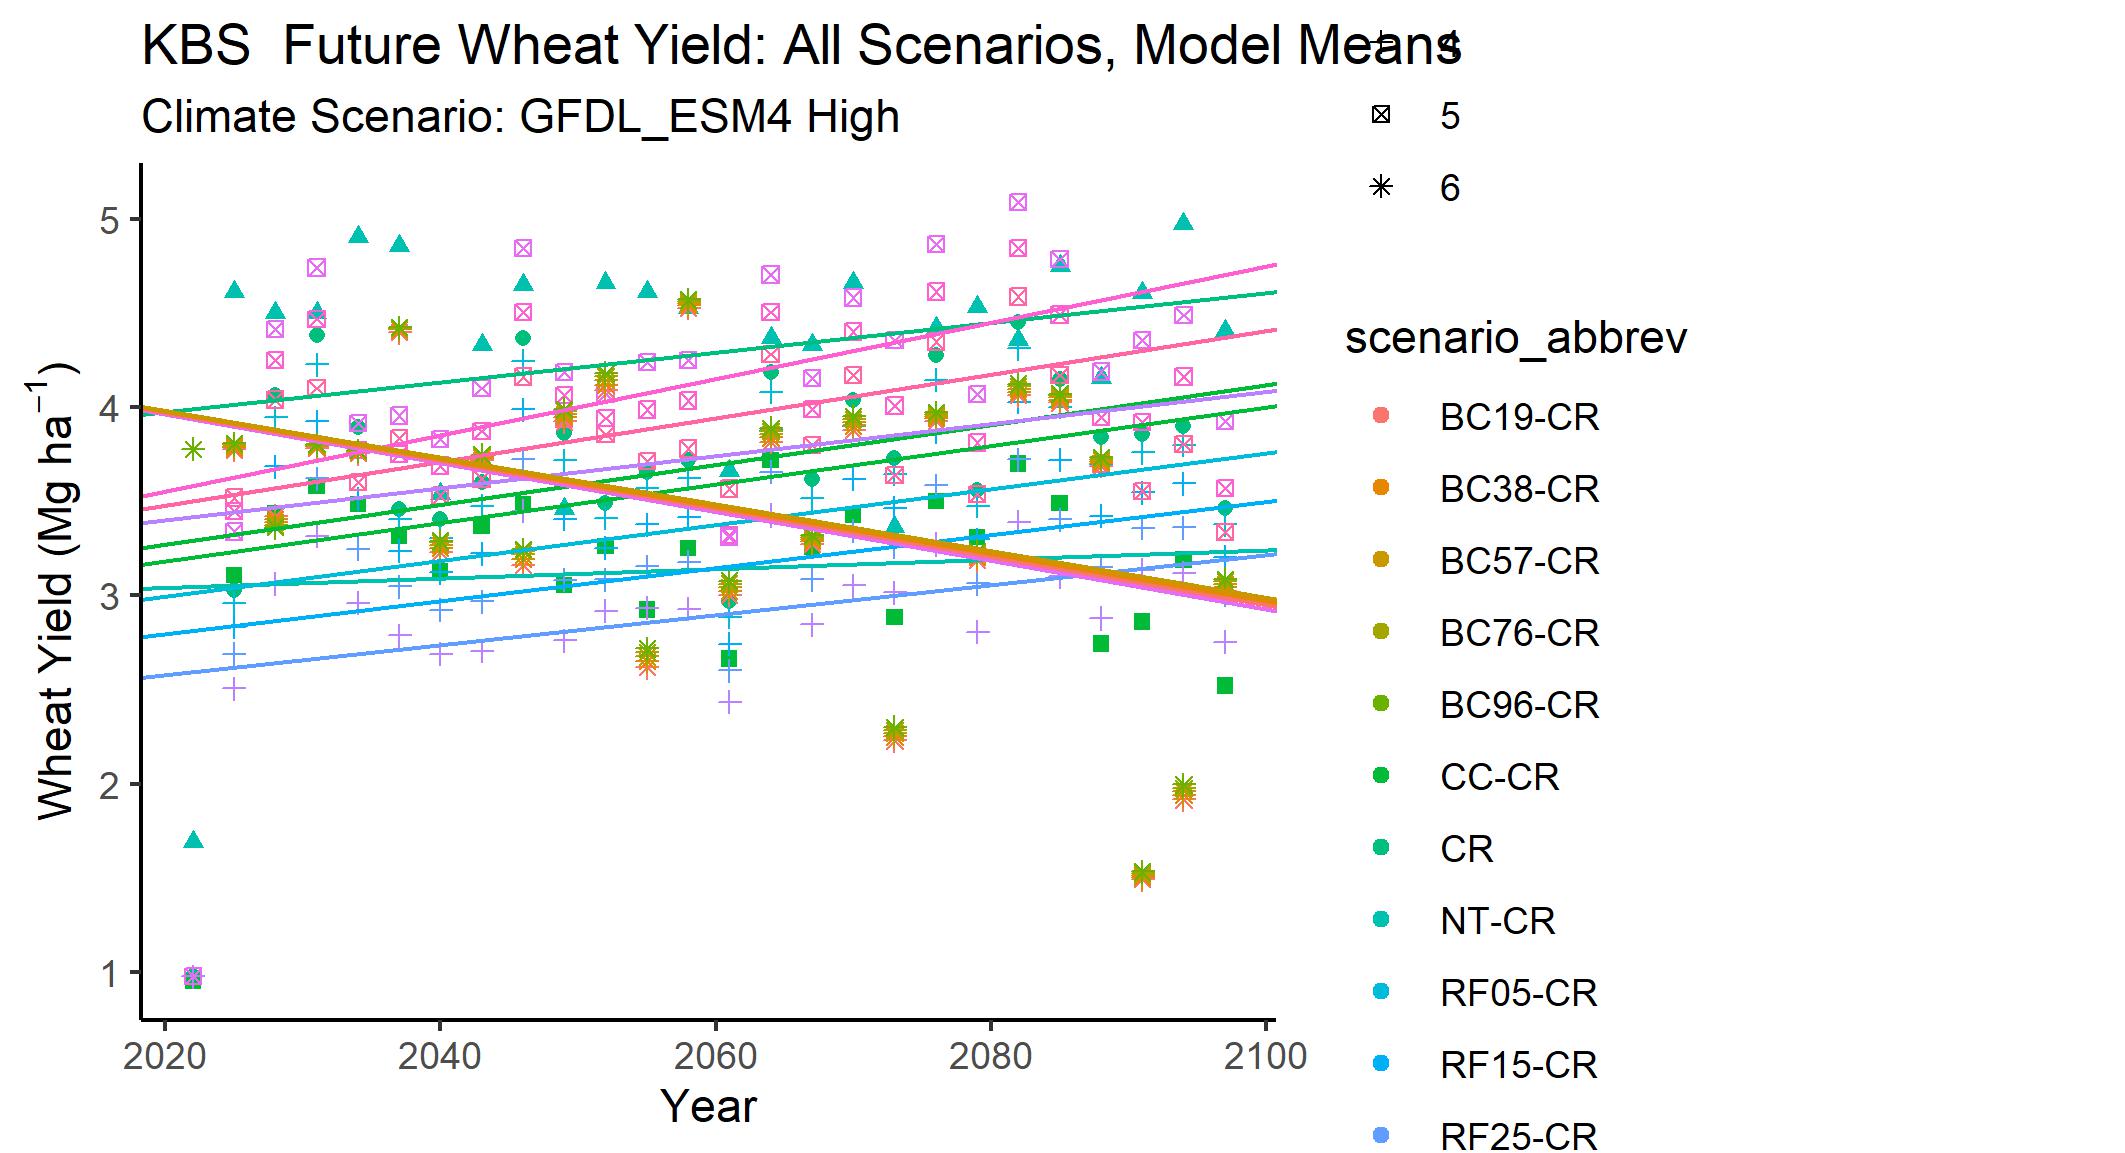 KBS  Future Wheat Yield: All Scenarios, Model Means
4
Climate Scenario: GFDL_ESM4 High
5
6
5
4
3
2
1
Wheat Yield (Mg ha⁻¹)
2020 2040 2060 2080 2100
Year
scenario_abbrev
BC19-CR
BC38-CR
BC57-CR
BC76-CR
BC96-CR
CC-CR
CR
NT-CR
RF05-CR
RF15-CR
RF25-CR